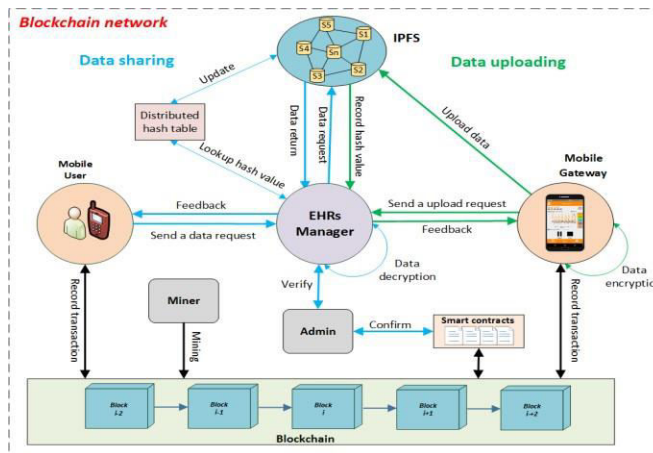 Blockchain network
IPFS
S5
S1
S4
Sn
S3
S2
Data sharing
Data uploading
Update
Distributed
hash table
Lookup hash value
Data return
Data request
Record hash value
Upload data
Mobile
User
Mobile
Gateway
Feedback
Send a data request
EHRs
Manager
Send a upload request
Feedback
Data
decryption
Data
encryptio
Verify
Record transaction
Miner
Mining
Admin
Confirm
Smart contracts
Record transaction
Block
i-2
Block
i-1
Block
i
Block
i+1
Block
i-+2
Blockchain